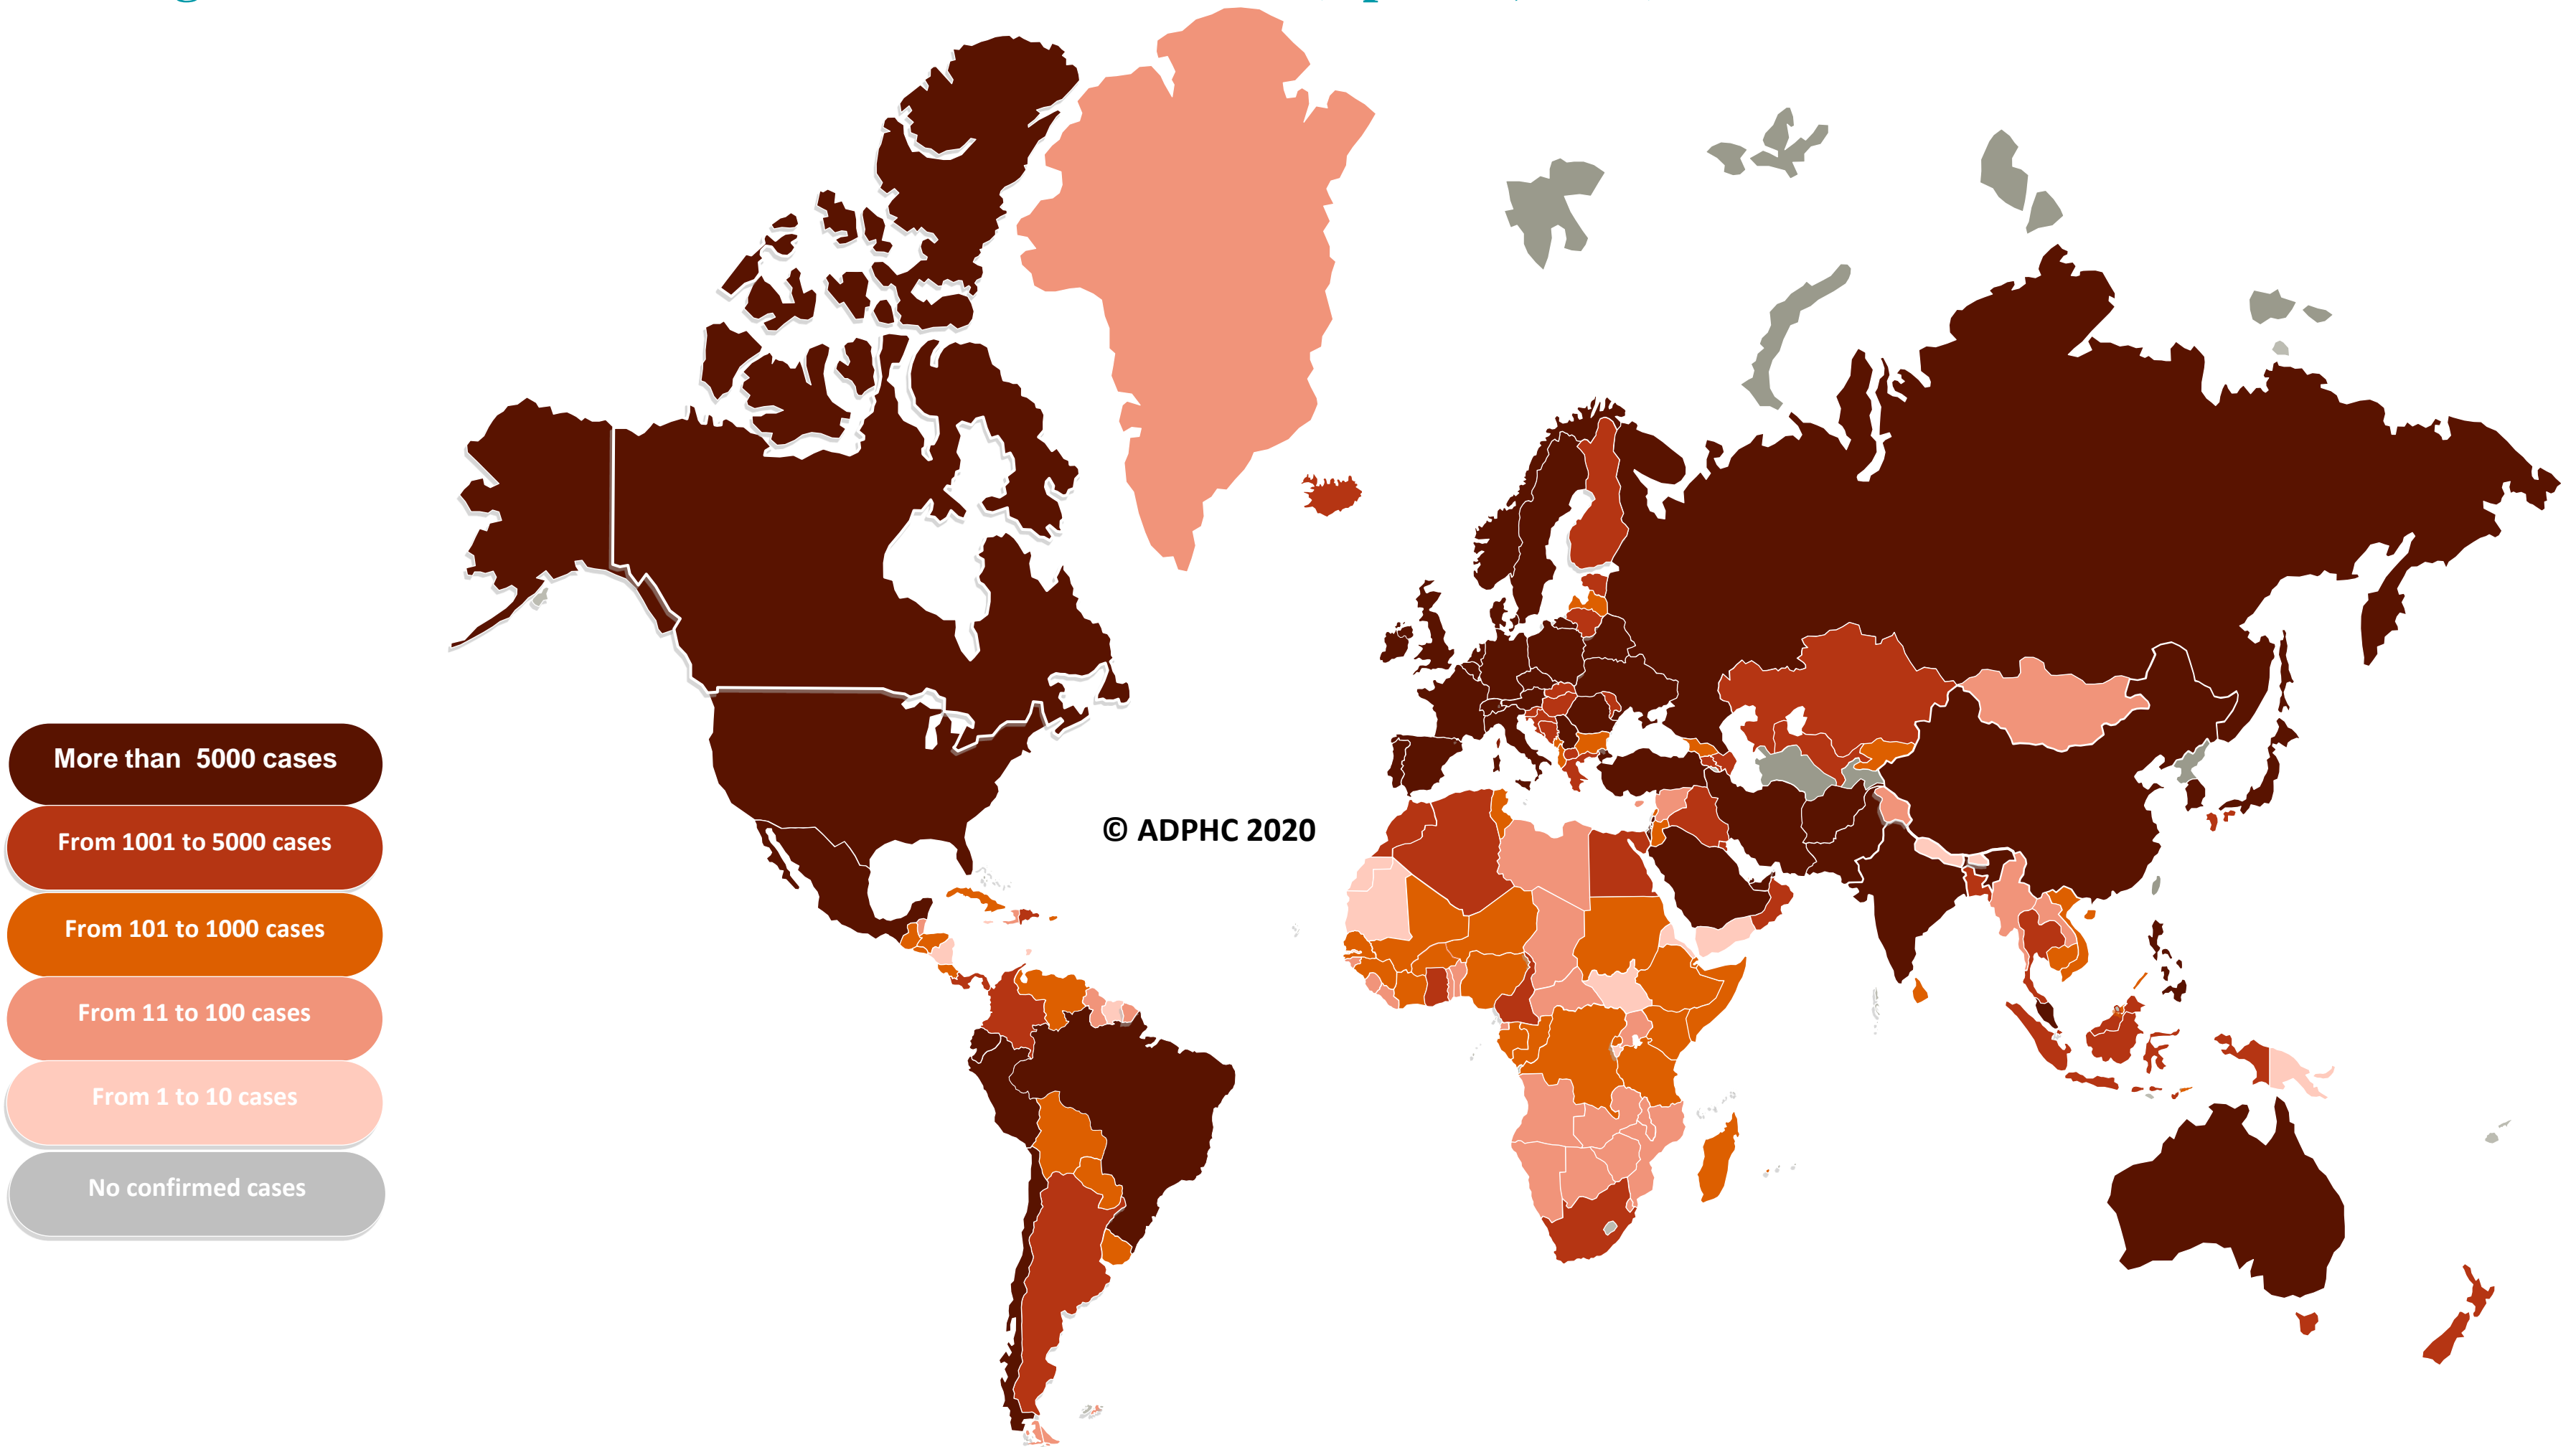 © ADPHC 2020
More than 5000 cases
From 1001 to 5000 cases
From 101 to 1000 cases
From 11 to 100 cases
From 1 to 10 cases
No confirmed cases